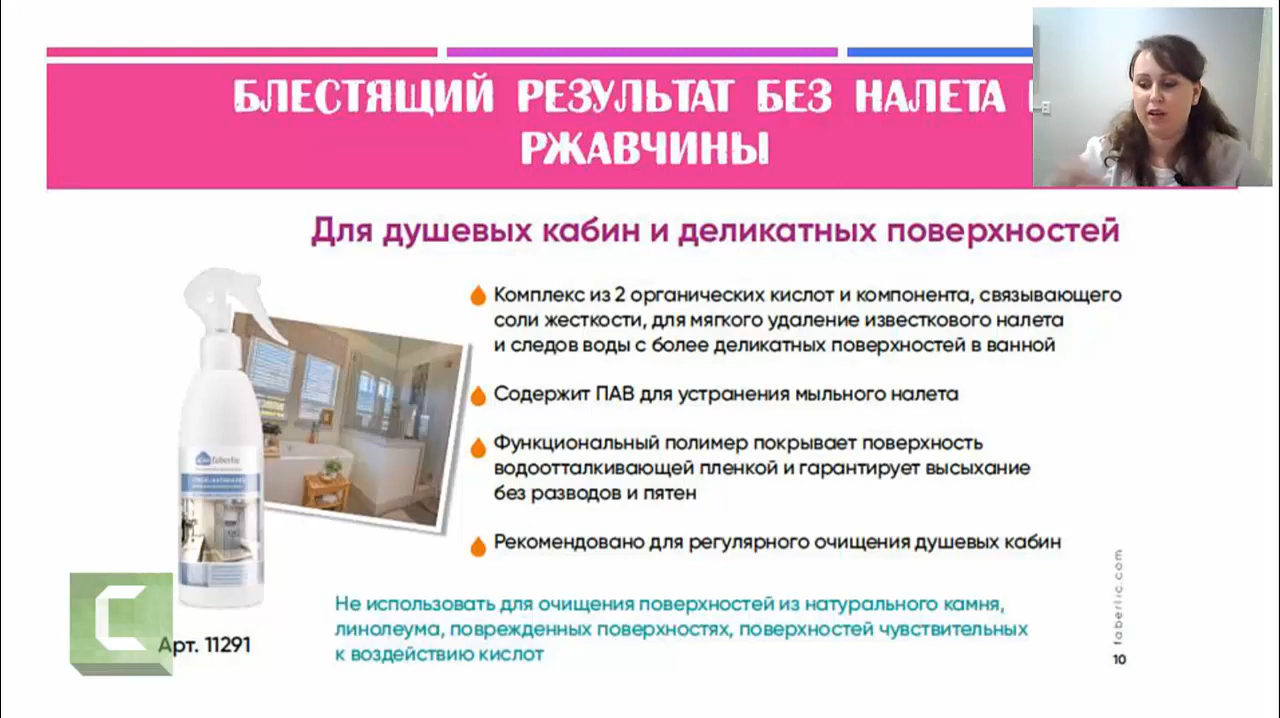 БЛЕСТЯЩИЙ РЕЗУЛЬТАТ БЕЗ НАЛЕТА
РЖАВЧИНЫ
Для душевых кабин и деликатных поверхностей
Комплекс из 2 органических кислот и компонента, связывающего
соли жесткости, для мягкого удаление известкового налета
и следов воды с более деликатных поверхностей в ванной
Содержит ПАВ для устранения мыльного налета
Функциональный полимер покрывает поверхность
водоотталкивающей пленкой и гарантирует высыхание
без разводов и пятен
Рекомендовано для регулярного очищения душевых кабин
faberlic
Арт. 11291
Не использовать для очищения поверхностей из натурального камня,
линолеума, поврежденных поверхностях, поверхностей чувствительных
к воздействию кислот
faberlic.com
10